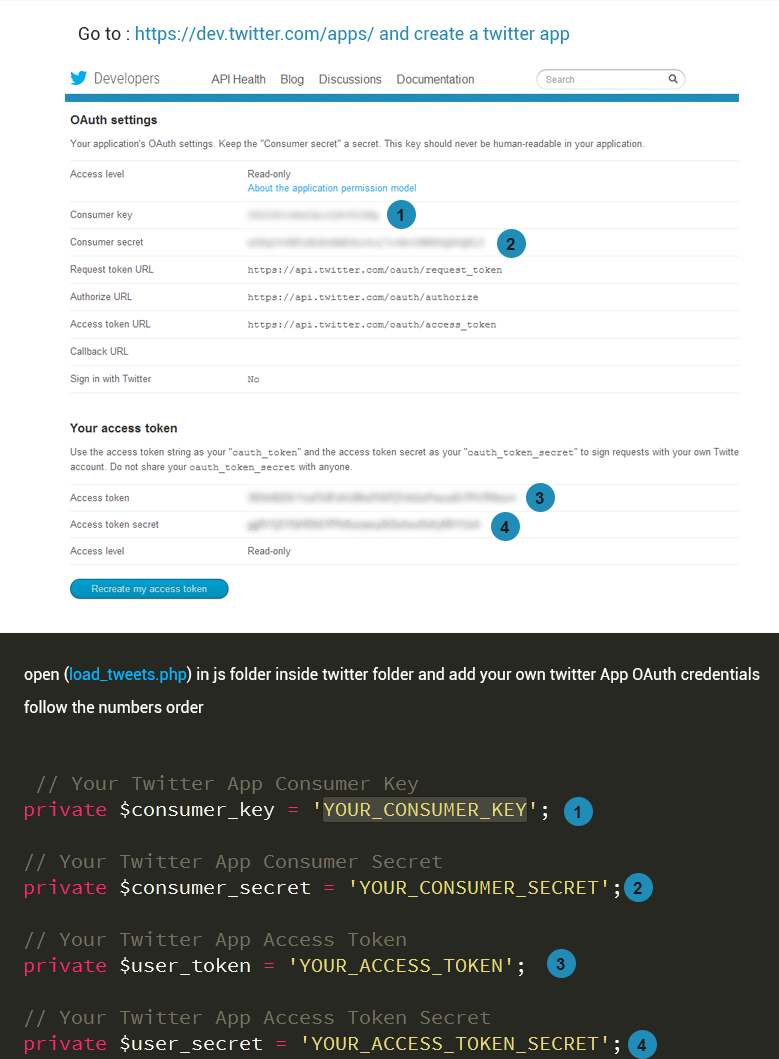 Go to : https://dev.twitter.com/apps/ and create a twitter app
Developers API Health Blog Discussions Documentation Search
OAuth settings
Your application's OAuth settings. Keep the "Consumer secret" a secret. This key should never be human-readable in your application.
Access level Read-only
About the application permission model
Consumer key 1
Consumer secret 2
Request token URL https://api.twitter.com/oauth/request_token
Authorize URL https://api.twitter.com/oauth/authorize
Access token URL https://api.twitter.com/oauth/access_token
Callback URL
Sign in with Twitter No
Your access token
Use the access token string as your "oauth_token" and the access token secret as your "oauth_token_secret" to sign requests with your own Twitte
account. Do not share your oauth_token_secret with anyone.
Access token 3
Access token secret 4
Access level Read-only
Recreate my access token
open (load_tweets.php) in js folder inside twitter folder and add your own twitter App OAuth credentials
follow the numbers order
// Your Twitter App Consumer Key
private $consumer_key = 'YOUR_CONSUMER_KEY'; 1
// Your Twitter App Consumer Secret
private $consumer_secret = 'YOUR_CONSUMER_SECRET'; 2
// Your Twitter App Access Token
private $user_token = 'YOUR_ACCESS_TOKEN'; 3
// Your Twitter App Access Token Secret
private $user_secret = 'YOUR_ACCESS_TOKEN_SECRET'; 4